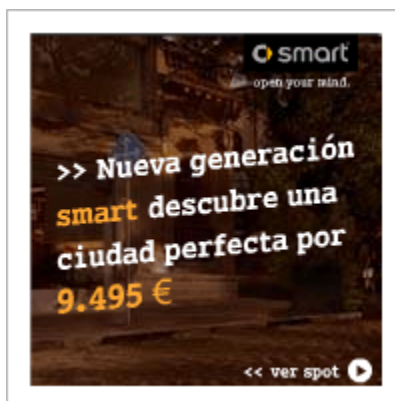 smart
open your mind.
>> Nueva generación
smart descubre una
ciudad perfecta por
9.495 €
<< ver spot